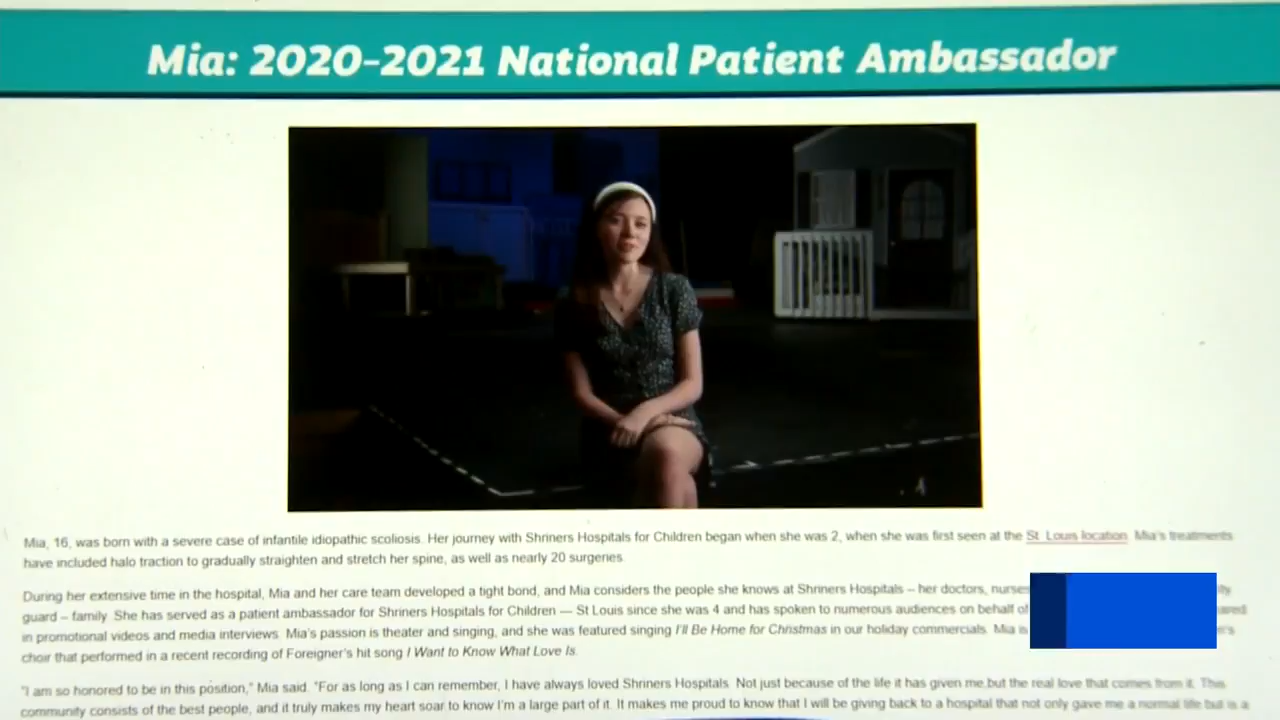 Mia: 2020-2021 National Patient Ambassador
Mia, 16, was born with a severe case of infantile idiopathic scoliosis. Her journey with Shriners Hospitals for Children began when she was 2, when she was first seen at the St. Louis location. Mia's treatments
have included halo traction to gradually straighten and stretch her spine, as well as nearly 20 surgeries.
During her extensive time in the hospital, Mia and her care team developed a tight bond, and Mia considers the people she knows at Shriners Hospitals – her doctors, nurses
guard – family. She has served as a patient ambassador for Shriners Hospitals for Children — St Louis since she was 4 and has spoken to numerous audiences on behalf of
in promotional videos and media interviews. Mia's passion is theater and singing, and she was featured singing I'll Be Home for Christmas in our holiday commercials. Mia is
choir that performed in a recent recording of Foreigner's hit song I Want to Know What Love Is.
"I am so honored to be in this position," Mia said. "For as long as I can remember, I have always loved Shriners Hospitals. Not just because of the life it has given me but the real love that comes from it. This
community consists of the best people, and it truly makes my heart soar to know I'm a large part of it. It makes me proud to know that I will be giving back to a hospital that not only gave me a normal life but is a